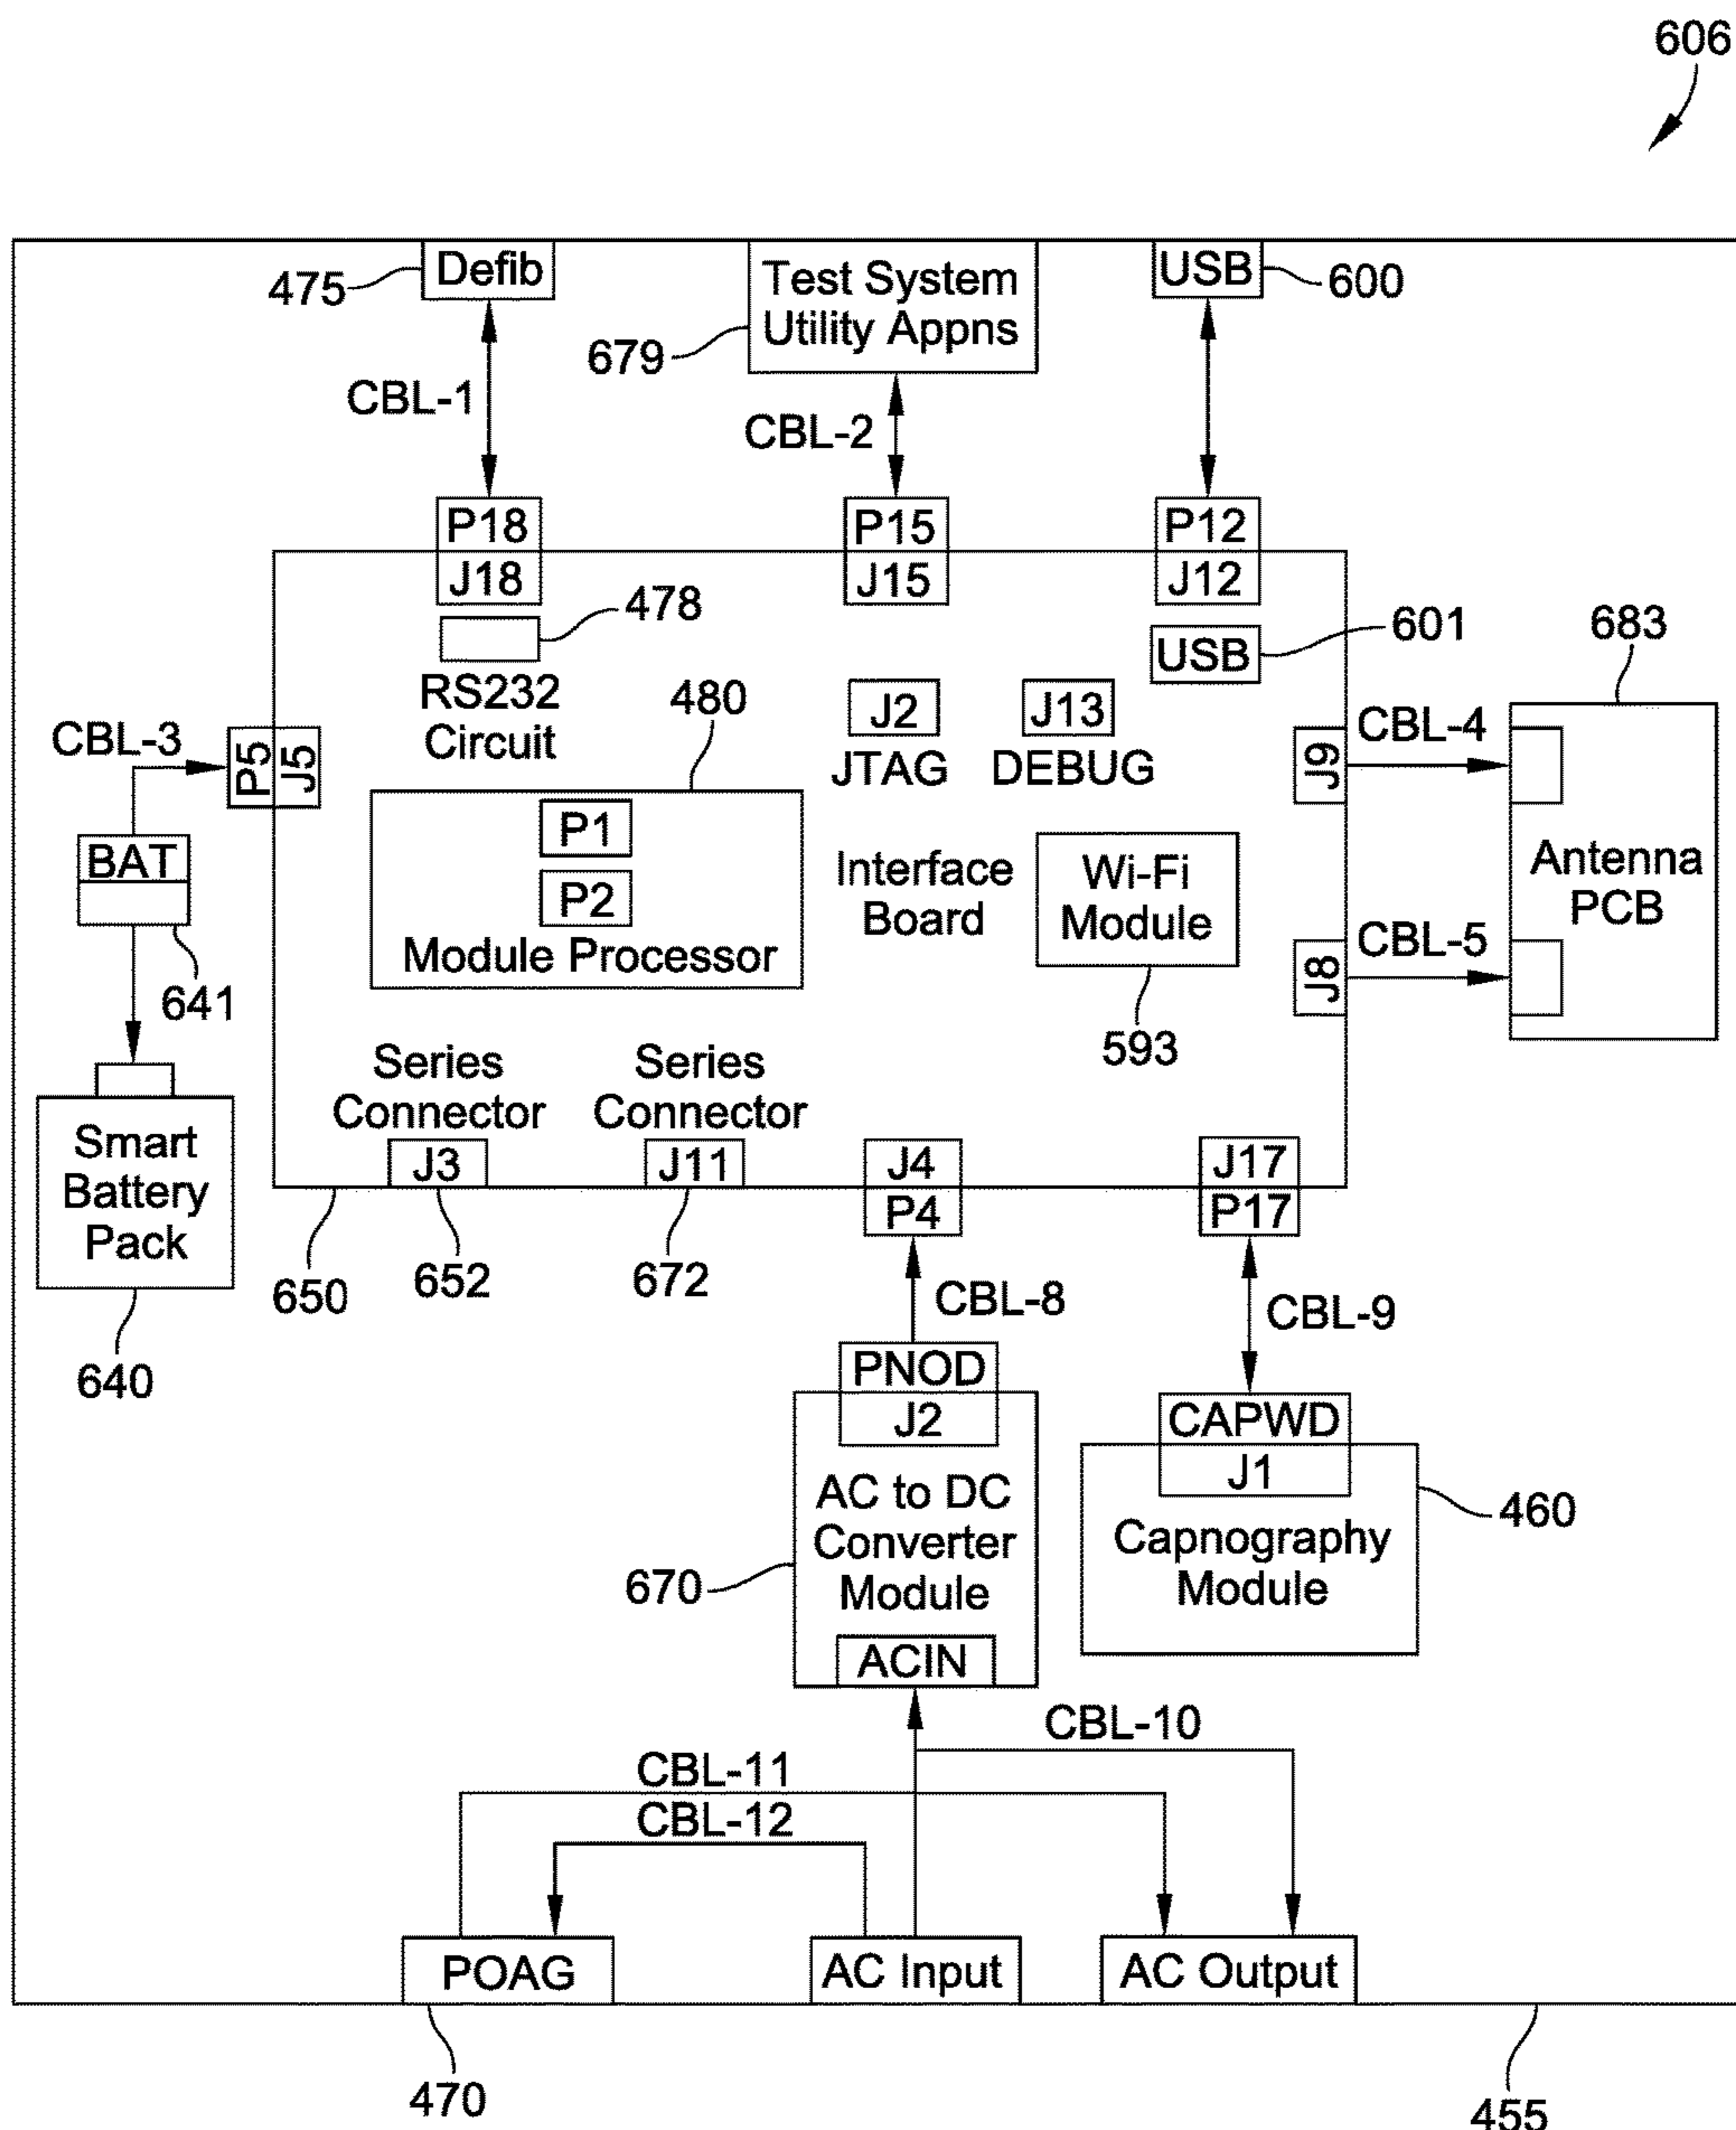 606
Defib
475
Test System
Utility Appns
679
USB
600
CBL-1
CBL-2
P18
J18
P15
J15
P12
J12
478
RS232
Circuit
USB
601
683
480
J2
JTAG
J13
DEBUG
CBL-3
P5
J5
J9
CBL-4
P1
P2
Module Processor
Interface
Board
Wi-Fi
Module
593
Antenna
PCB
J8
CBL-5
BAT
641
Smart
Battery
Pack
640
Series
Connector
J3
Series
Connector
J11
J4
P4
J17
P17
650
652
672
CBL-8
CBL-9
PNOD
J2
AC to DC
Converter
Module
ACIN
670
CAPWD
J1
Capnography
Module
460
CBL-10
CBL-11
CBL-12
POAG
AC Input
AC Output
470
455